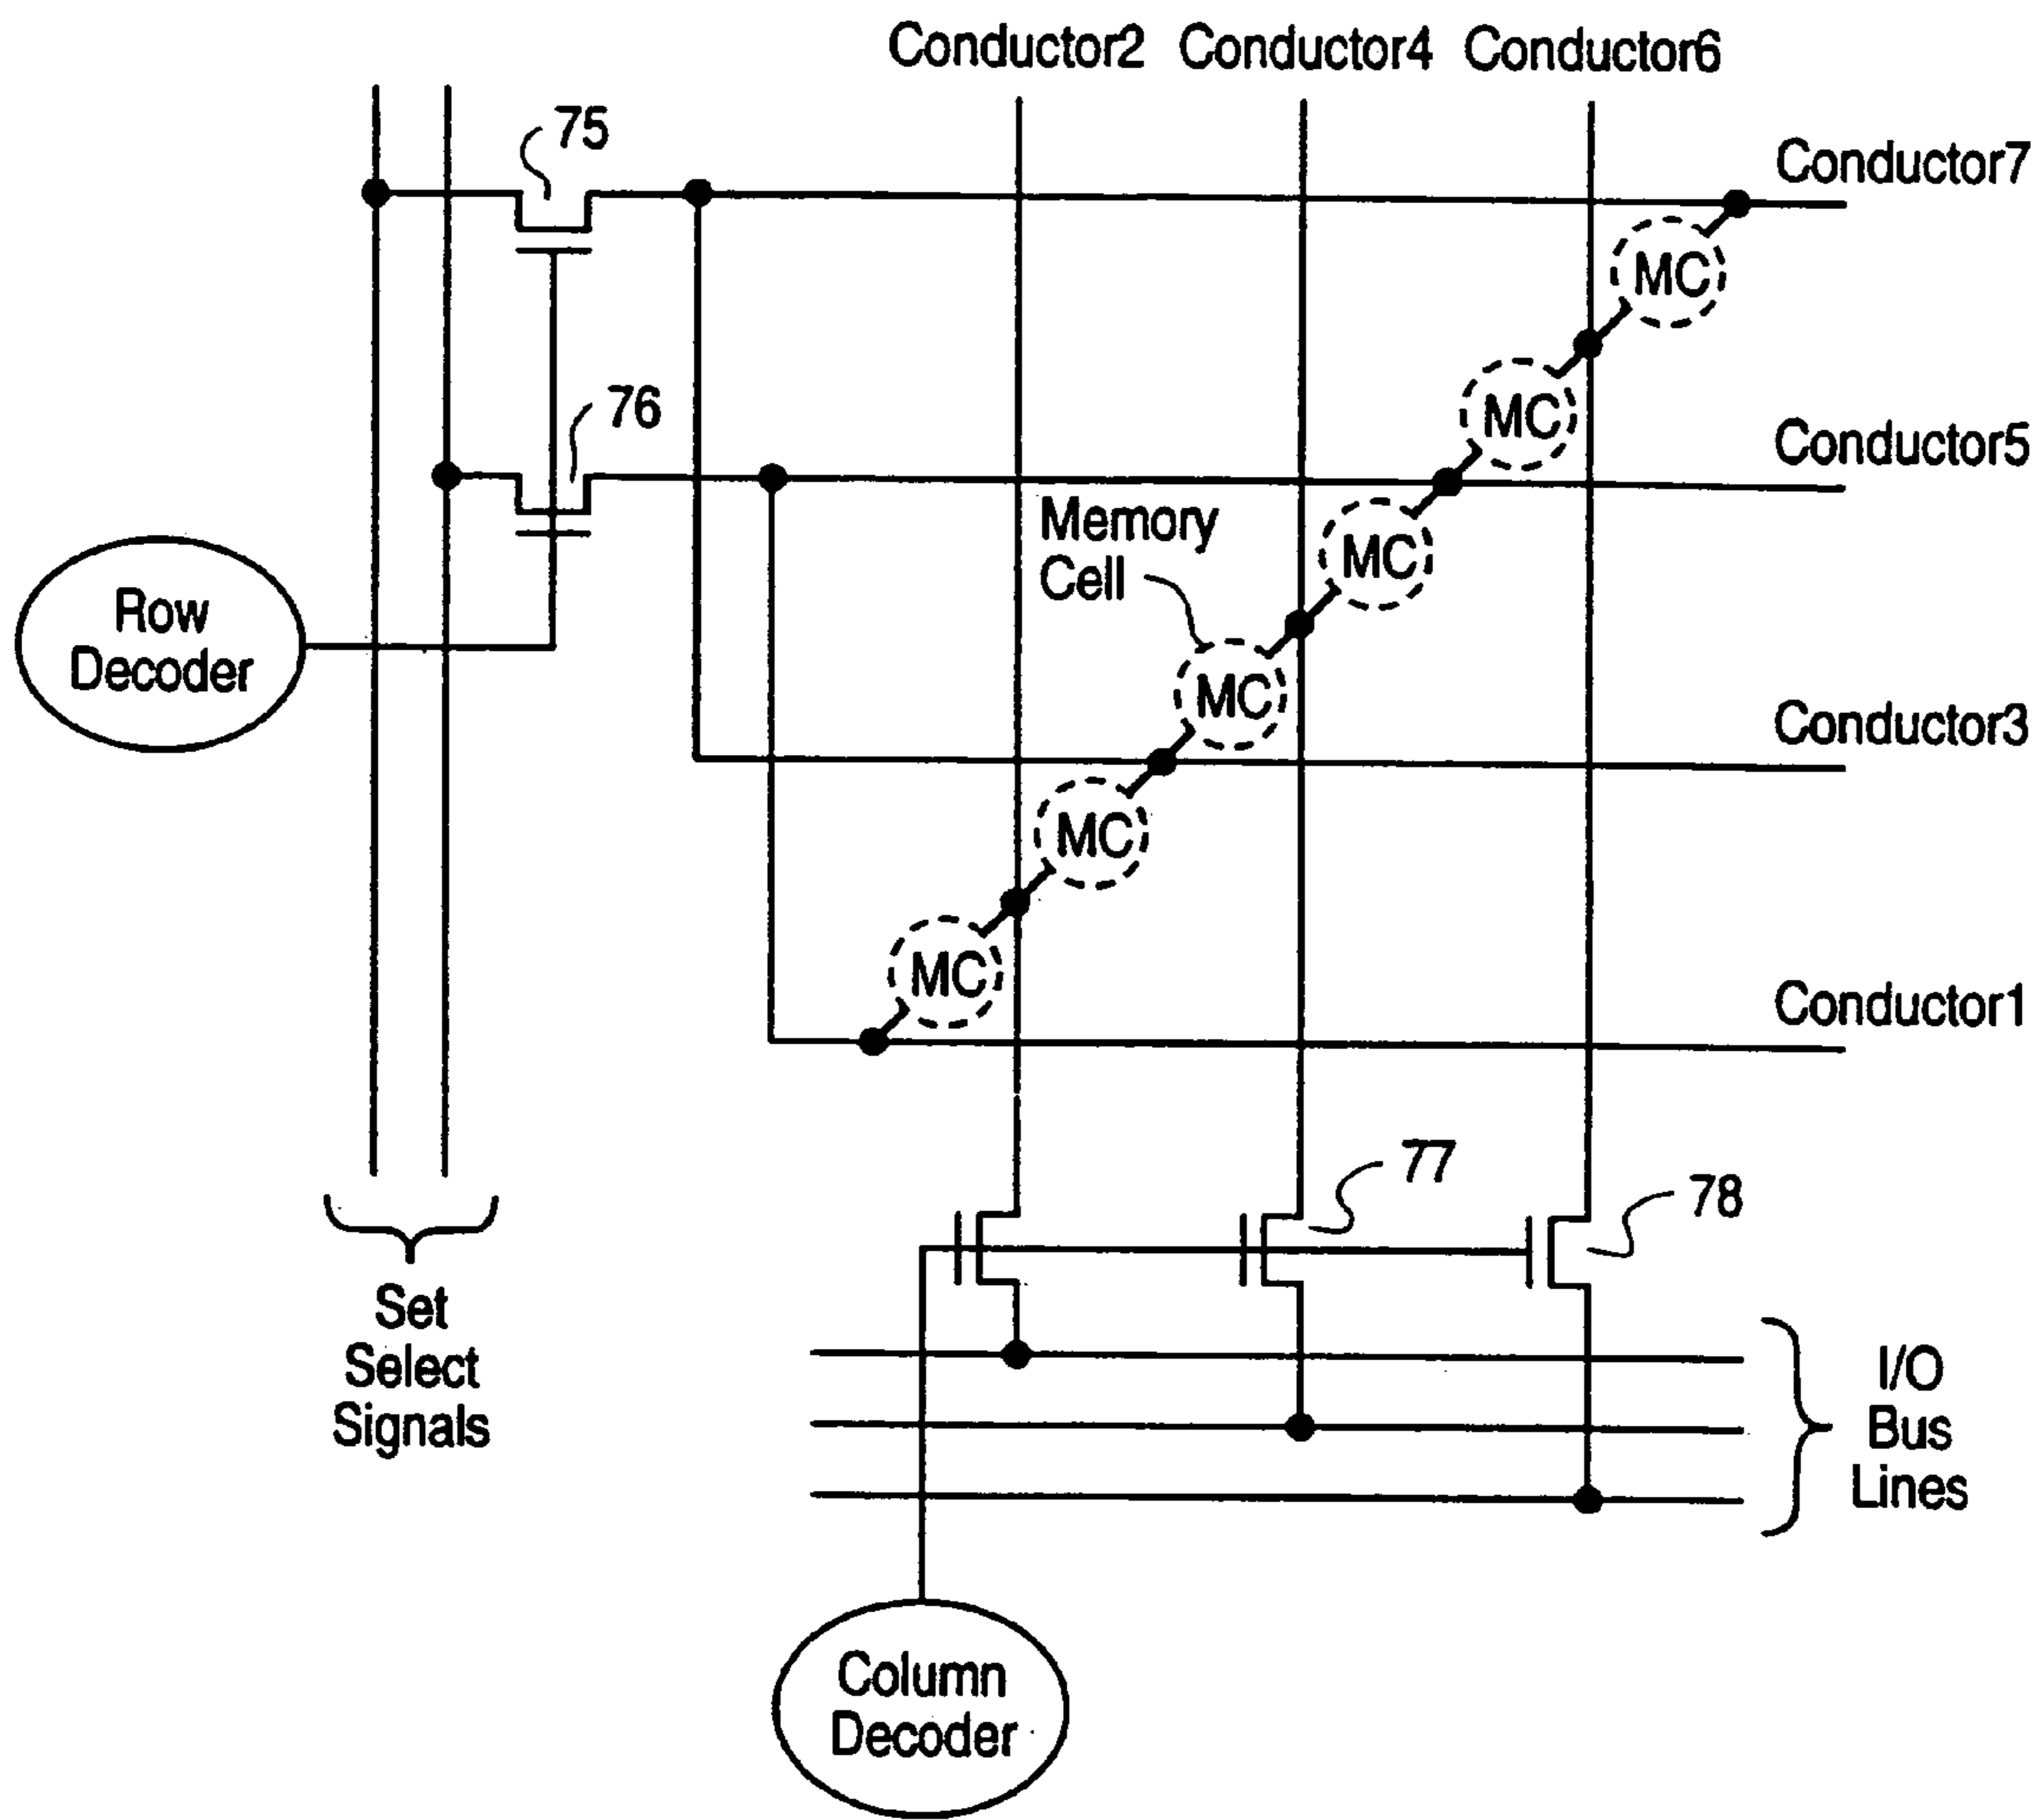 Conductor2 Conductor4 Conductor6
75
Conductor7
MC
76
MC
Conductor5
Memory
Cell
MC
Row
Decoder
MC
Conductor3
MC
MC
Conductor1
77
78
Set
Select
Signals
I/O
Bus
Lines
Column
Decoder